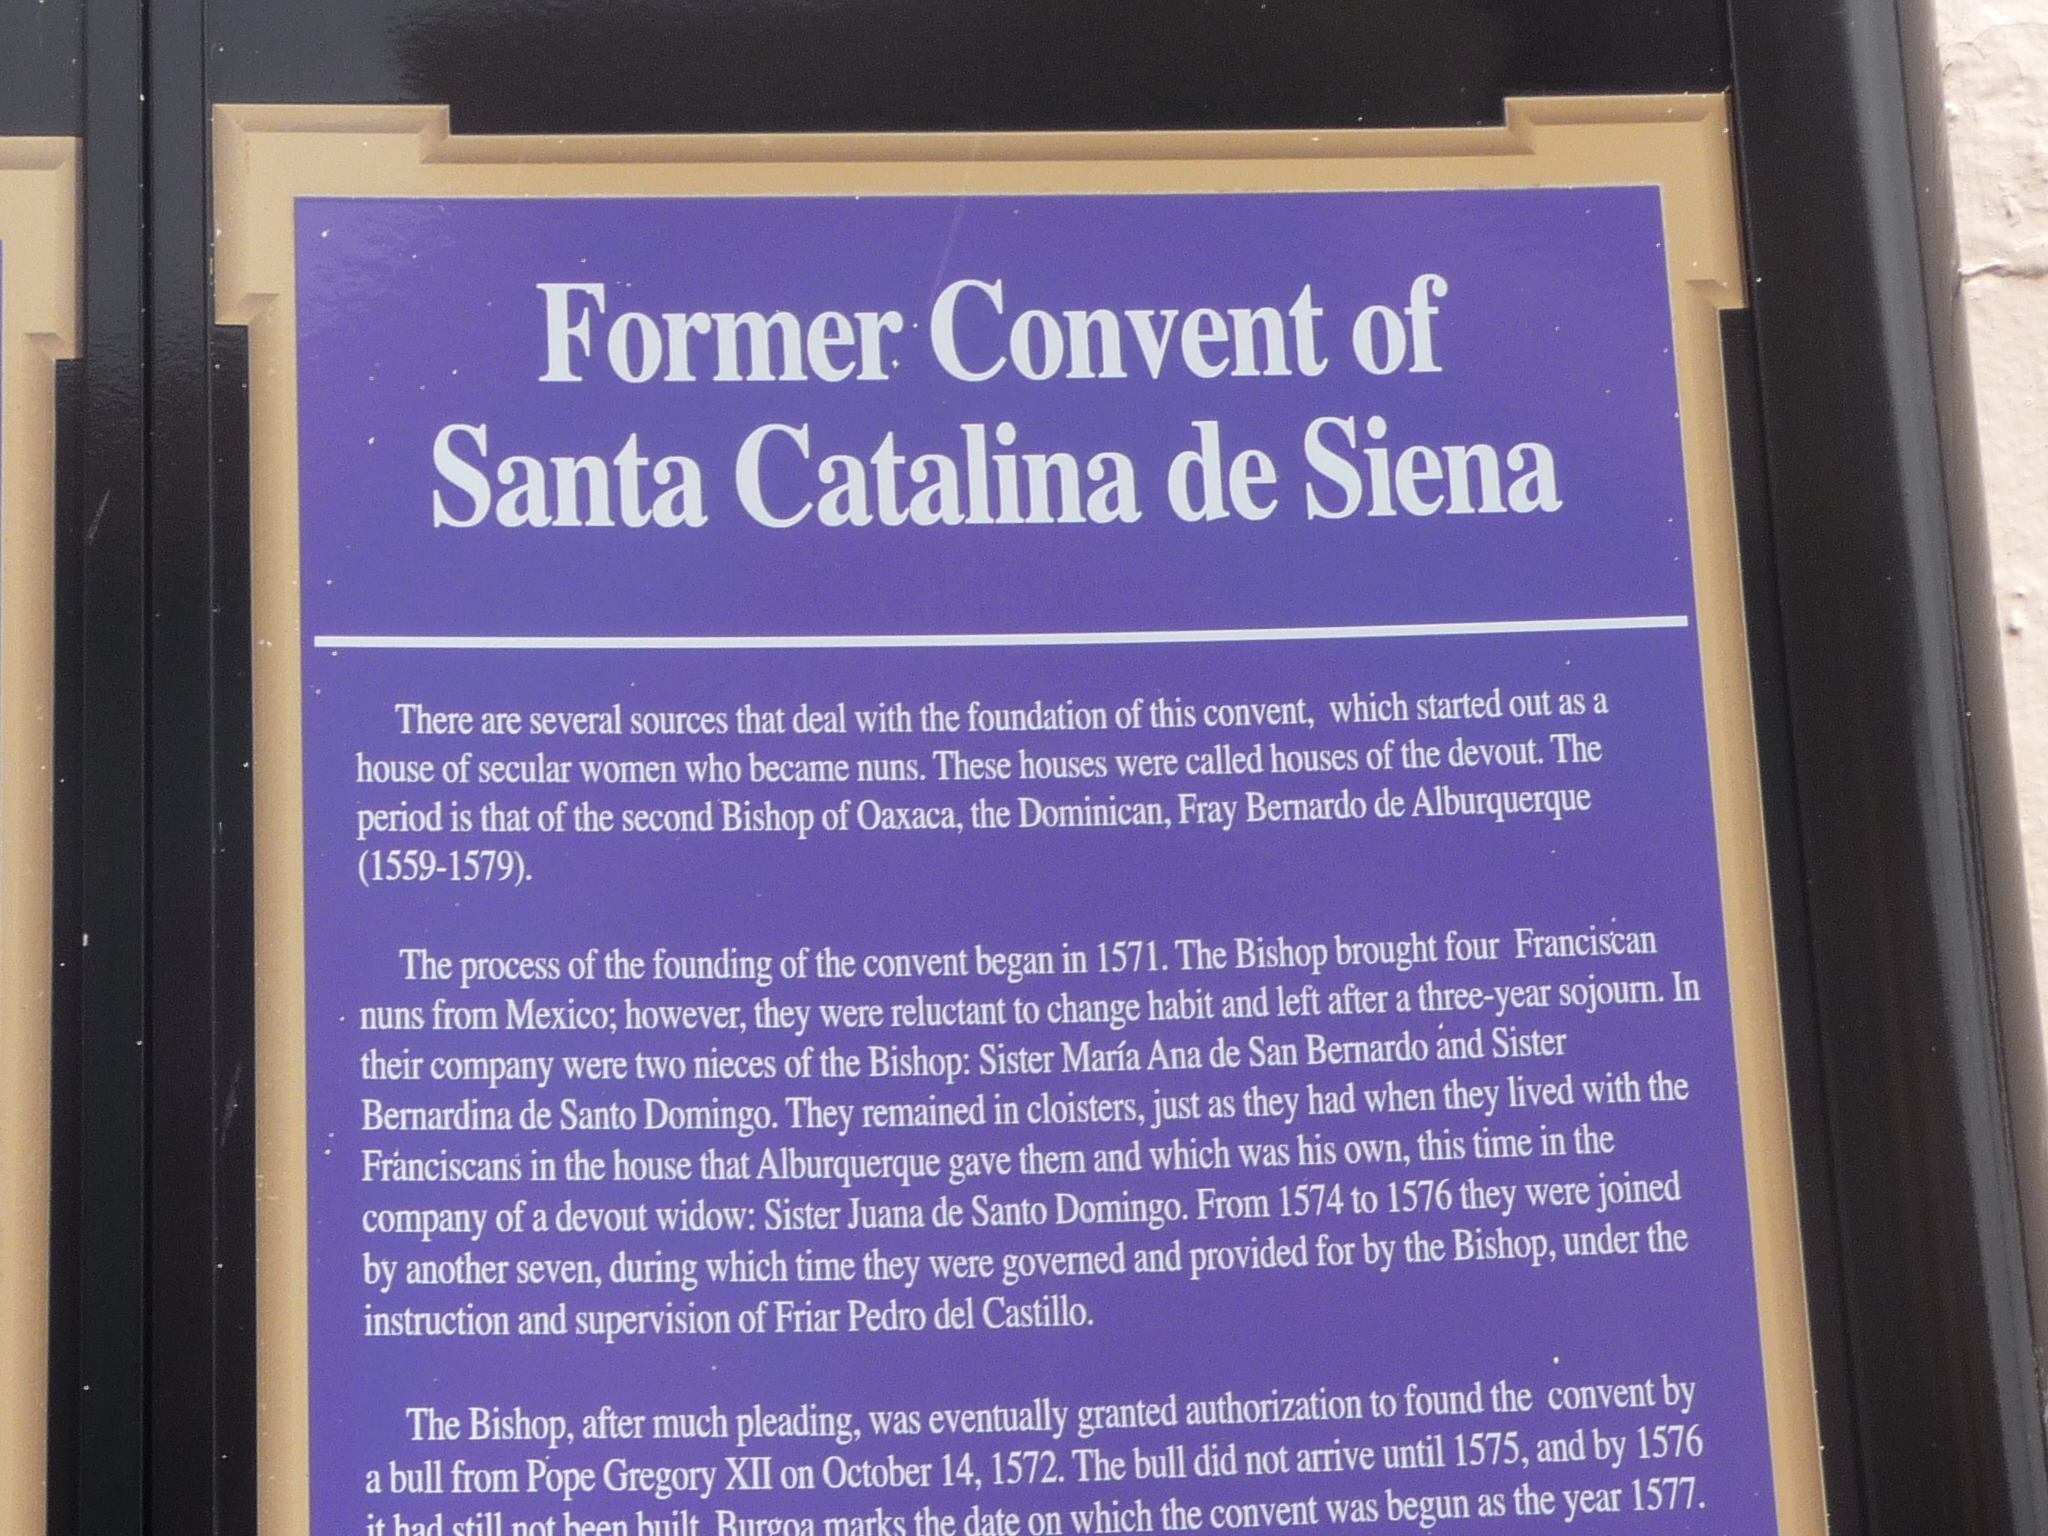 Former Convent of
Santa Catalina de Siena
There are several sources that deal with the foundation of this convent, which started out as a
house of secular women who became nuns. These houses were called houses of the devout. The
period is that of the second Bishop of Oaxaca, the Dominican, Fray Bernardo de Alburquerque
(1559-1579).
The process of the founding of the convent began in 1571. The Bishop brought four Franciscan
nuns from Mexico; however, they were reluctant to change habit and left after a three-year sojourn. In
their company were two nieces of the Bishop: Sister María Ana de San Bernardo and Sister
Bernardina de Santo Domingo. They remained in cloisters, just as they had when they lived with the
Franciscans in the house that Alburquerque gave them and which was his own, this time in the
company of a devout widow: Sister Juana de Santo Domingo. From 1574 to 1576 they were joined
by another seven, during which time they were governed and provided for by the Bishop, under the
instruction and supervision of Friar Pedro del Castillo.
The Bishop, after much pleading, was eventually granted authorization to found the convent by
a bull from Pope Gregory XII on October 14, 1572. The bull did not arrive until 1575, and by 1576
it had still not been built. Burgoa marks the date on which the convent was begun as the year 1577.